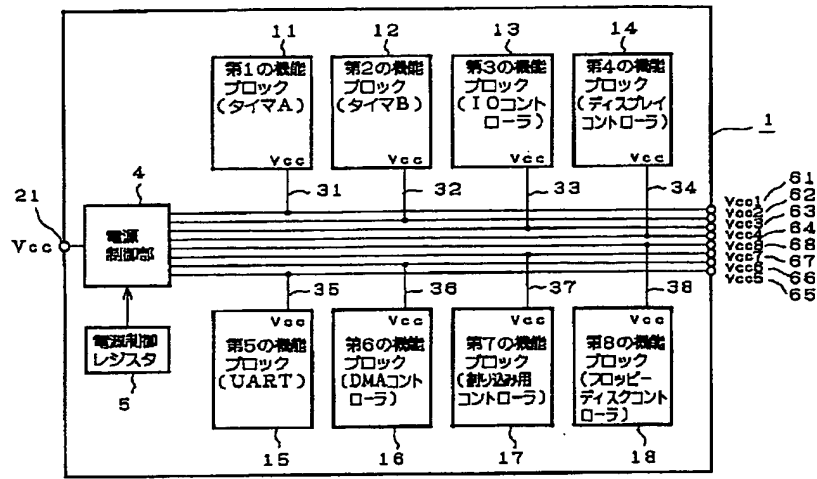 11
12
13
14
第1の機能
ブロック
(タイマA)
Vcc
第2の機能
ブロック
(タイマB)
Vcc
第3の機能
ブロック
(IOコント
ローラ)
Vcc
第4の機能
ブロック
(ディスプレイ
コントローラ)
Vcc
1
31
32
33
34
4
21
Vcc
電源
制御部
Vcc1
61
Vcc2
62
Vcc3
63
Vcc4
64
Vcc8
68
Vcc7
67
Vcc6
66
Vcc5
65
35
36
37
38
電源制御
レジスタ
5
Vcc
第5の機能
ブロック
(UART)
15
Vcc
第6の機能
ブロック
(DMAコント
ローラ)
16
Vcc
第7の機能
ブロック
(割り込み用
コントローラ)
17
Vcc
第8の機能
ブロック
(フロッピー
ディスクコント
ローラ)
18